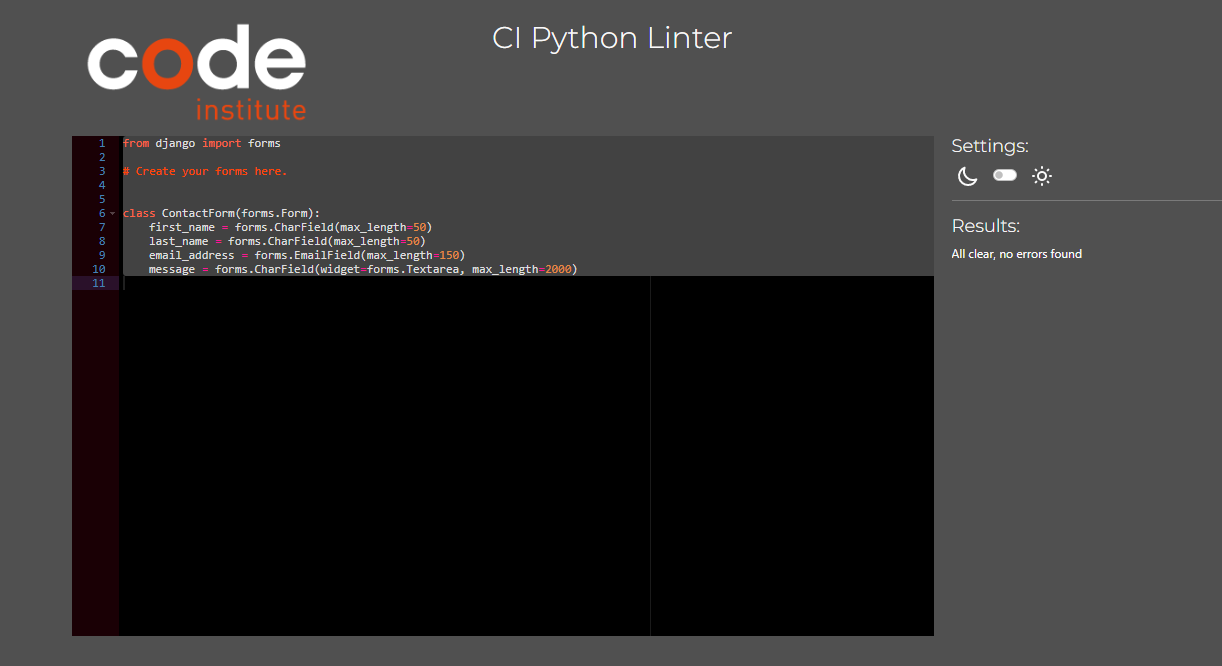 code
institute
CI Python Linter
1 from django import forms
2
3 # Create your forms here.
4
5
6 class ContactForm(forms.Form):
7     first_name = forms.CharField(max_length=50)
8     last_name = forms.CharField(max_length=50)
9     email_address = forms.EmailField(max_length=150)
10     message = forms.CharField(widget=forms.Textarea, max_length=2000)
11
Settings:
Results:
All clear, no errors found